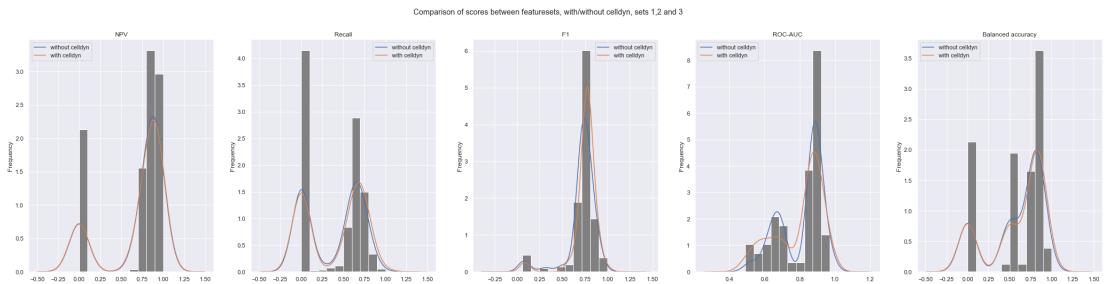 Comparison of scores between featuresets, with/without celldyn, sets 1,2 and 3
NPV
without celldyn
with celldyn
Frequency
3.0
2.5
2.0
1.5
1.0
0.5
0.0
−0.50 −0.25 0.00 0.25 0.50 0.75 1.00 1.25 1.50
Recall
without celldyn
with celldyn
Frequency
4.0
3.5
3.0
2.5
2.0
1.5
1.0
0.5
0.0
−0.50 −0.25 0.00 0.25 0.50 0.75 1.00 1.25 1.50
F1
without celldyn
with celldyn
Frequency
6
5
4
3
2
1
0
−0.25 0.00 0.25 0.50 0.75 1.00 1.25 1.50
ROC-AUC
without celldyn
with celldyn
Frequency
8
7
6
5
4
3
2
1
0
0.4 0.6 0.8 1.0 1.2
Balanced accuracy
without celldyn
with celldyn
Frequency
3.5
3.0
2.5
2.0
1.5
1.0
0.5
0.0
−0.50 −0.25 0.00 0.25 0.50 0.75 1.00 1.25 1.50